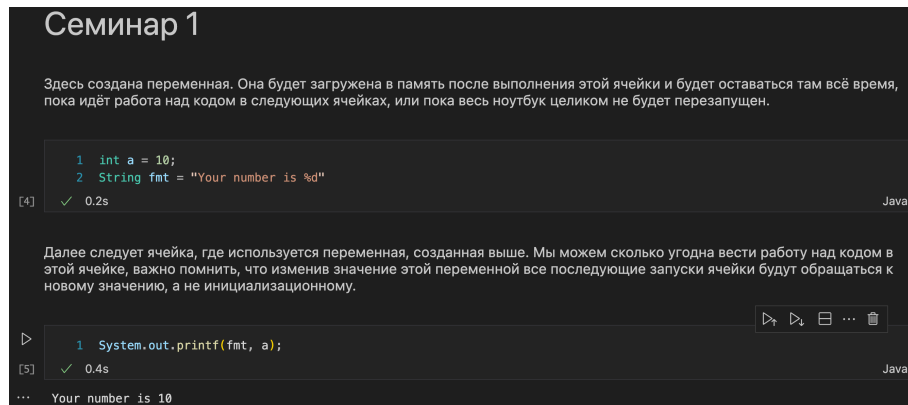 Семинар 1
Здесь создана переменная. Она будет загружена в память после выполнения этой ячейки и будет оставаться там всё время,
пока идёт работа над кодом в следующих ячейках, или пока весь ноутбук целиком не будет перезапущен.
1 int a = 10;
2 String fmt = "Your number is %d"
[4] ✓ 0.2s Java
Далее следует ячейка, где используется переменная, созданная выше. Мы можем сколько угодна вести работу над кодом в
этой ячейке, важно помнить, что изменив значение этой переменной все последующие запуски ячейки будут обращаться к
новому значению, а не инициализационному.
1 System.out.printf(fmt, a);
[5] ✓ 0.4s Java
... Your number is 10